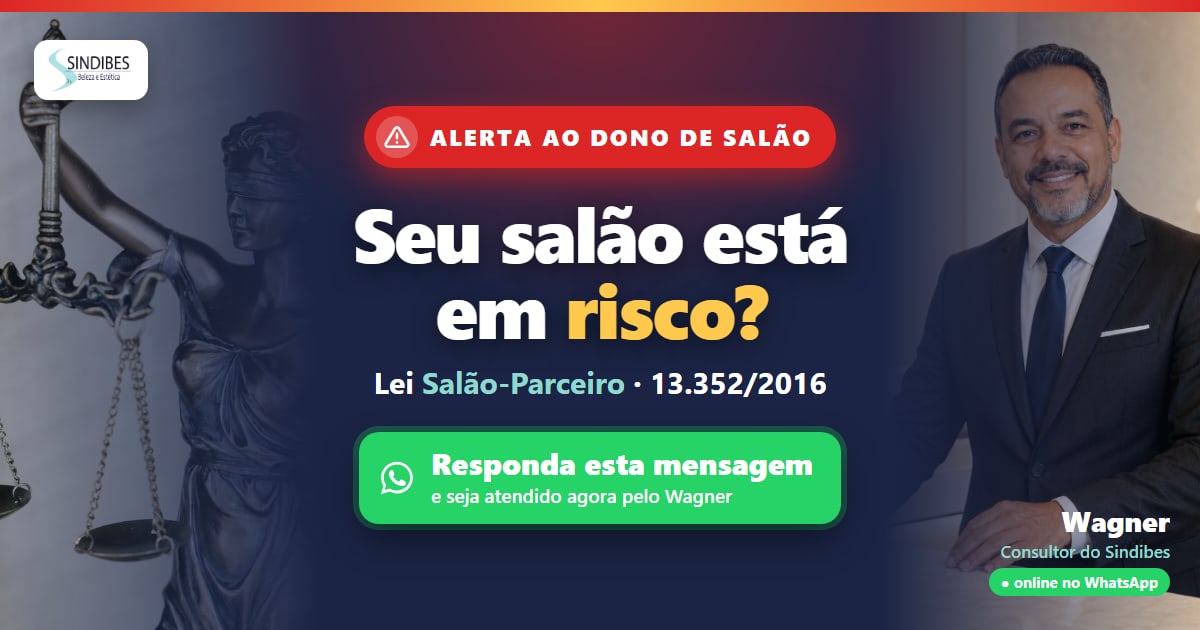 SINDIBES
Beleza e Estética
ALERTA AO DONO DE SALÃO
Seu salão está
em risco?
Lei Salão-Parceiro · 13.352/2016
Responda esta mensagem
e seja atendido agora pelo Wagner
Wagner
Consultor do Sindibes
● online no WhatsApp